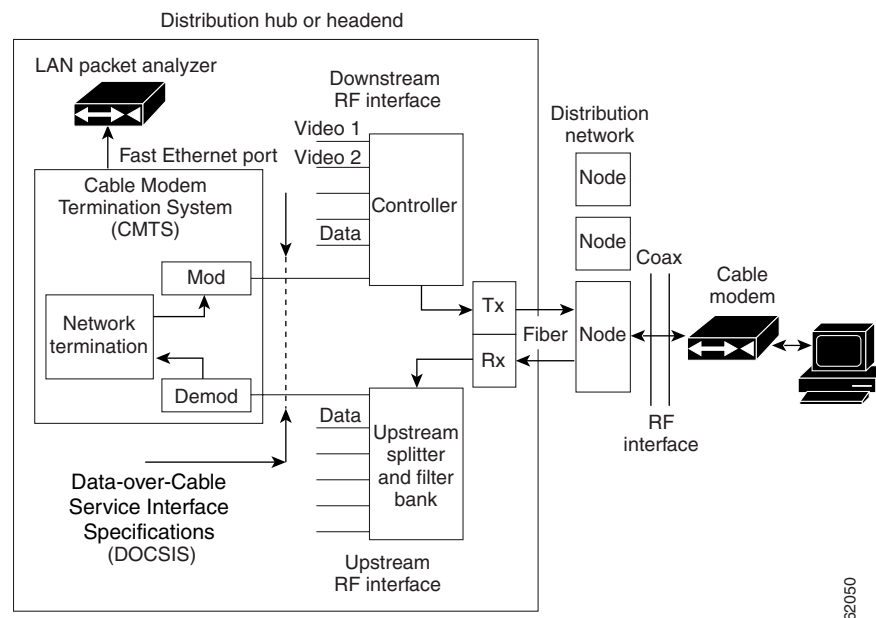 Distribution hub or headend
LAN packet analyzer
Downstream
RF interface
Distribution
network
Video 1
Video 2
Fast Ethernet port
Cable Modem
Termination System
(CMTS)
Controller
Data
Node
Node
Coax
Cable
modem
Mod
Network
termination
Tx
Fiber
Node
Rx
Demod
Data
Upstream
splitter
and filter
bank
RF
interface
Data-over-Cable
Service Interface
Specifications
(DOCSIS)
Upstream
RF interface
62050